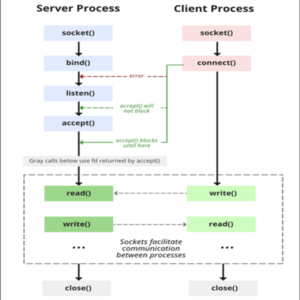 Server Process
Client Process
socket()
socket()
bind()
connect()
error
listen()
accept() will
not block
accept()
accept() blocks
until here
Gray calls below use fd returned by accept()
read()
write()
write()
read()
...
Sockets facilitate
communication
between processes
...
close()
close()